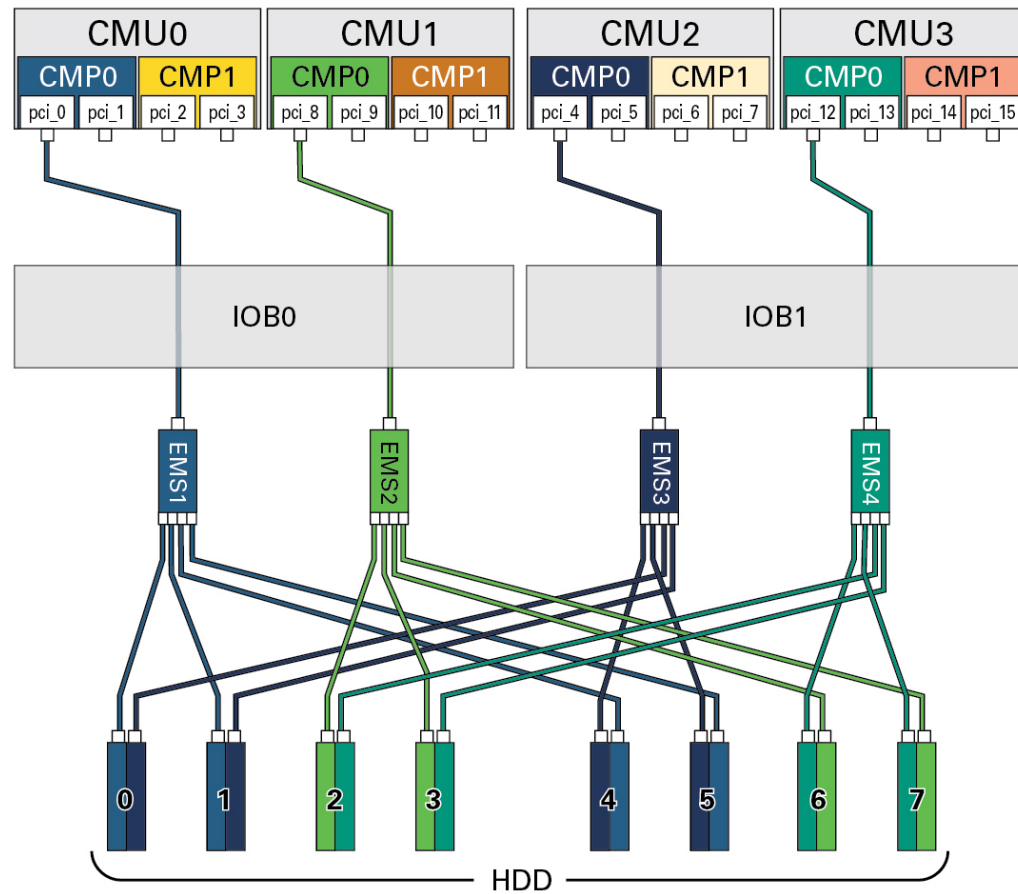 CMU0 CMU1 CMU2 CMU3
CMP0 CMP1 CMP0 CMP1 CMP0 CMP1 CMP0 CMP1
pci_0 pci_1 pci_2 pci_3 pci_8 pci_9 pci_10 pci_11 pci_4 pci_5 pci_6 pci_7 pci_12 pci_13 pci_14 pci_15
IOB0 IOB1
EMS1 EMS2 EMS3 EMS4
0 1 2 3 4 5 6 7
HDD